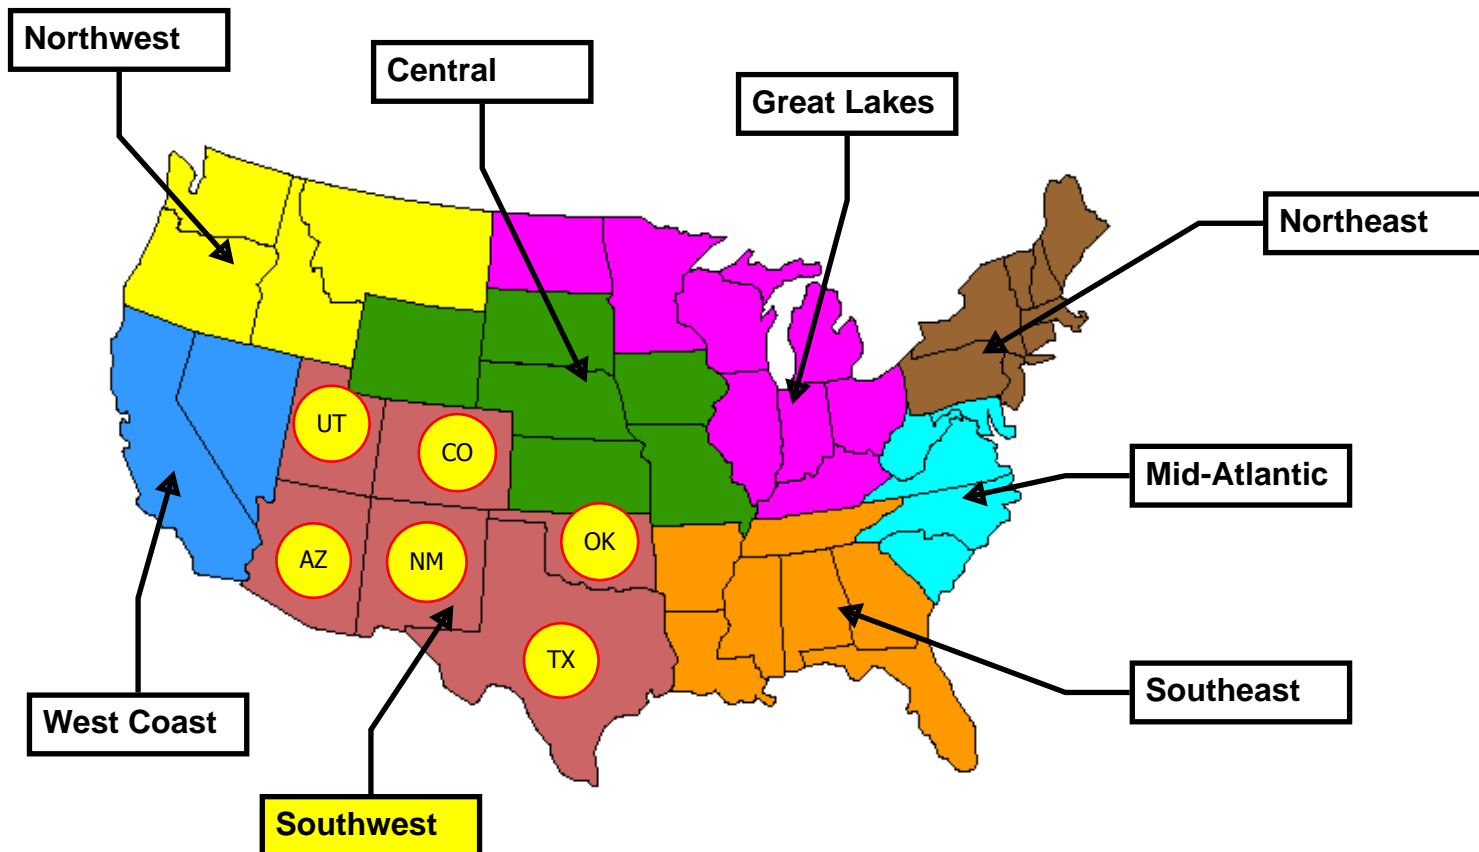 Northwest
Central
Great Lakes
Northeast
UT
CO
Mid-Atlantic
OK
AZ
NM
TX
Southeast
West Coast
Southwest